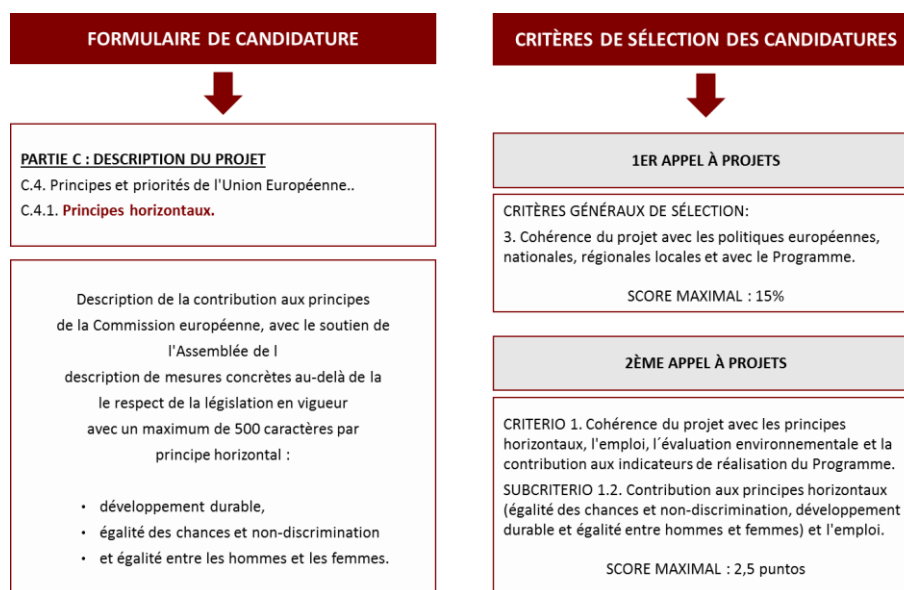 FORMULAIRE DE CANDIDATURE
PARTIE C : DESCRIPTION DU PROJET
C.4. Principes et priorités de l'Union Européenne..
C.4.1. Principes horizontaux.
Description de la contribution aux principes
de la Commission européenne, avec le soutien de
l'Assemblée de l
description de mesures concrètes au-delà de la
le respect de la législation en vigueur
avec un maximum de 500 caractères par
principe horizontal :
• développement durable,
• égalité des chances et non-discrimination
• et égalité entre les hommes et les femmes.
CRITÈRES DE SÉLECTION DES CANDIDATURES
1ER APPEL À PROJETS
CRITÈRES GÉNÉRAUX DE SÉLECTION:
3. Cohérence du projet avec les politiques européennes,
nationales, régionales locales et avec le Programme.
SCORE MAXIMAL : 15%
2ÈME APPEL À PROJETS
CRITERIO 1. Cohérence du projet avec les principes
horizontaux, l'emploi, l´évaluation environnementale et la
contribution aux indicateurs de réalisation du Programme.
SUBCRITERIO 1.2. Contribution aux principes horizontaux
(égalité des chances et non-discrimination, développement
durable et égalité entre hommes et femmes) et l'emploi.
SCORE MAXIMAL : 2,5 puntos